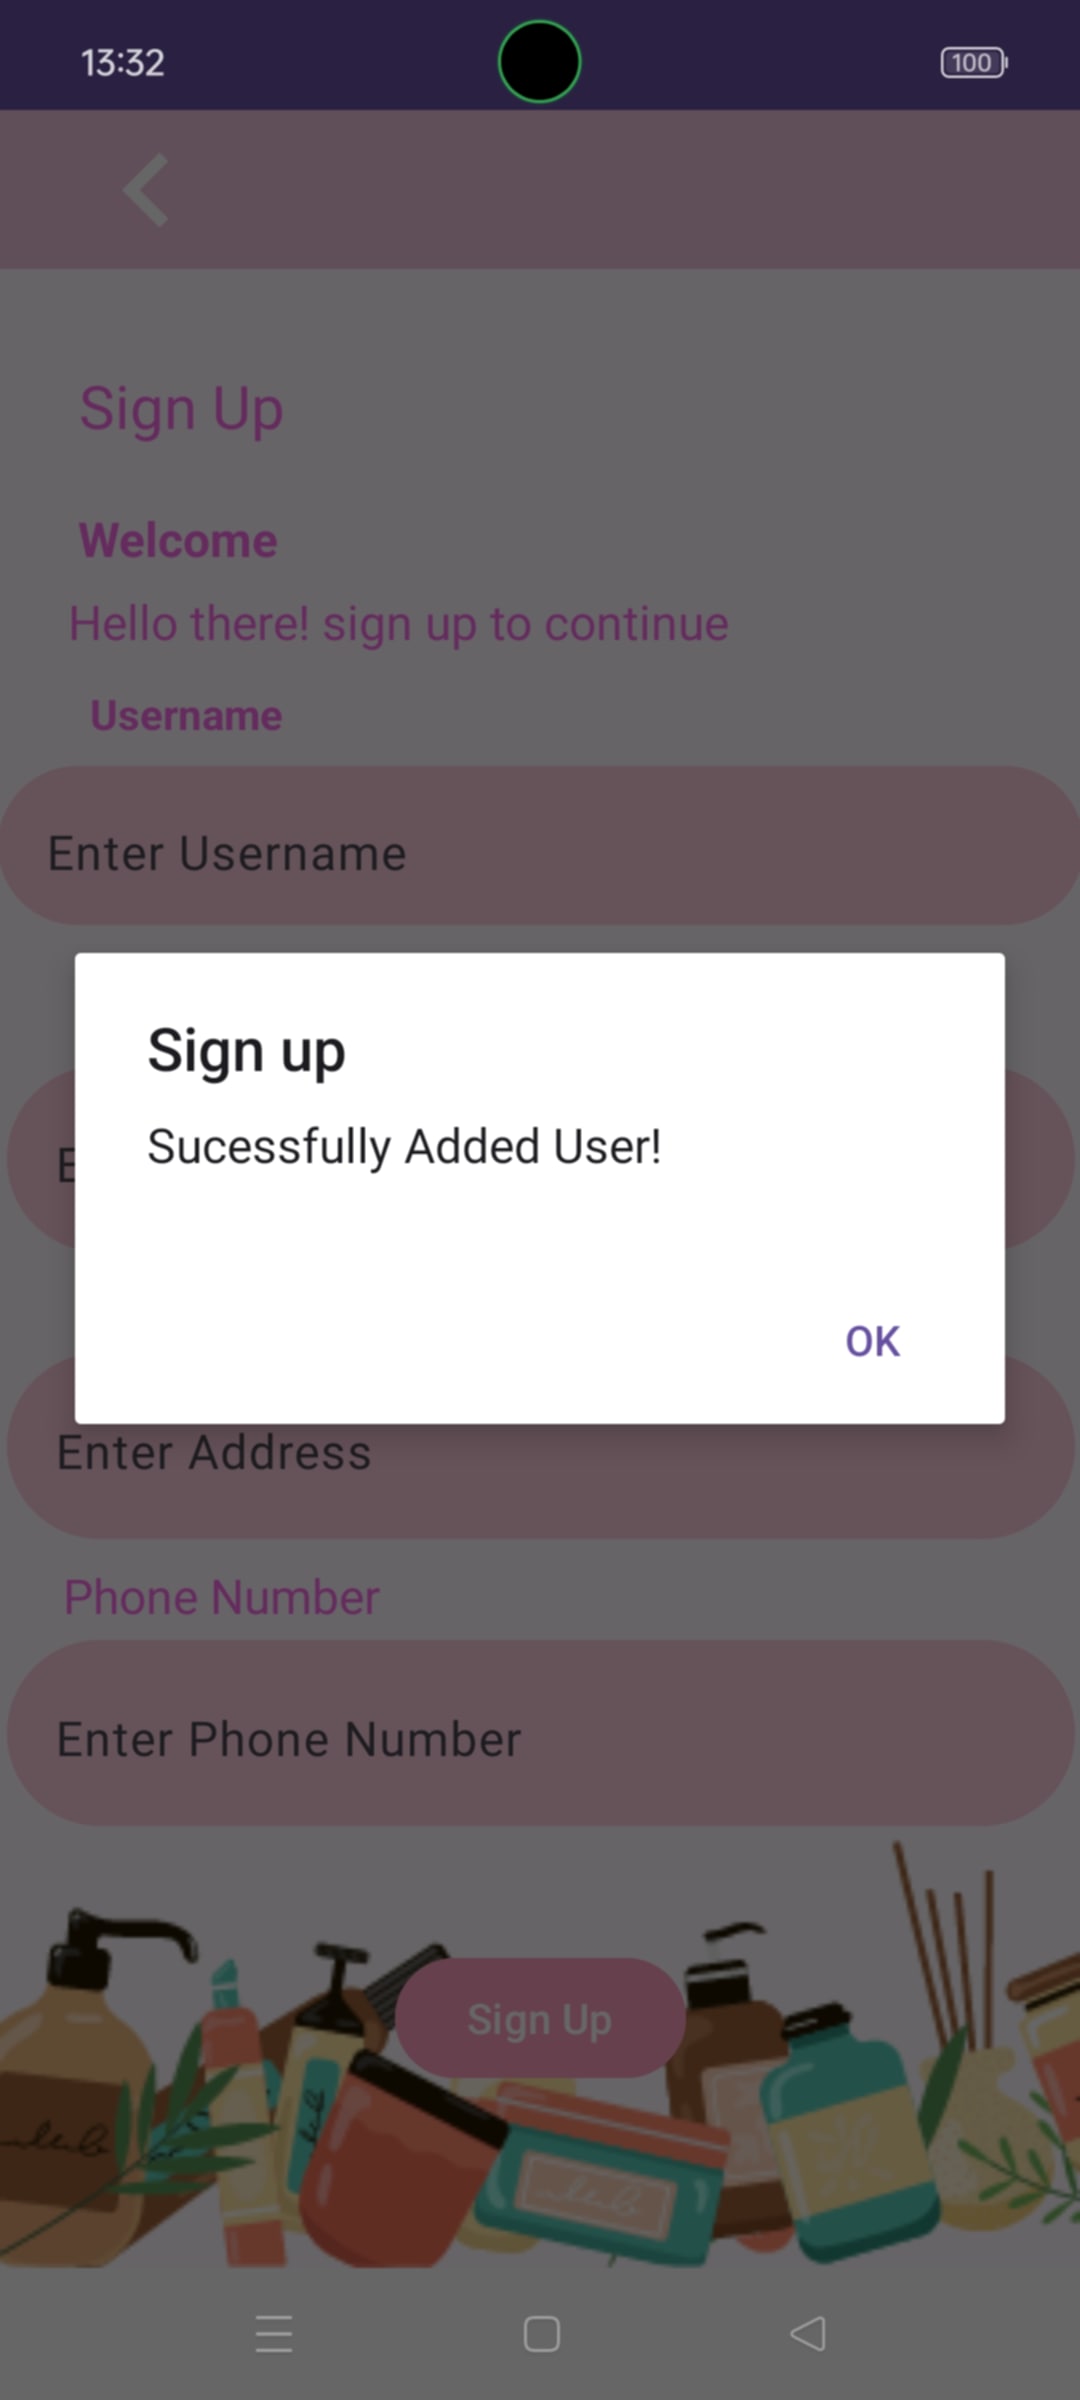 13:32
100
Sign Up
Welcome
Hello there! sign up to continue
Username
Enter Username
Sign up
Sucessfully Added User!
E
OK
Enter Address
Phone Number
Enter Phone Number
Sign Up